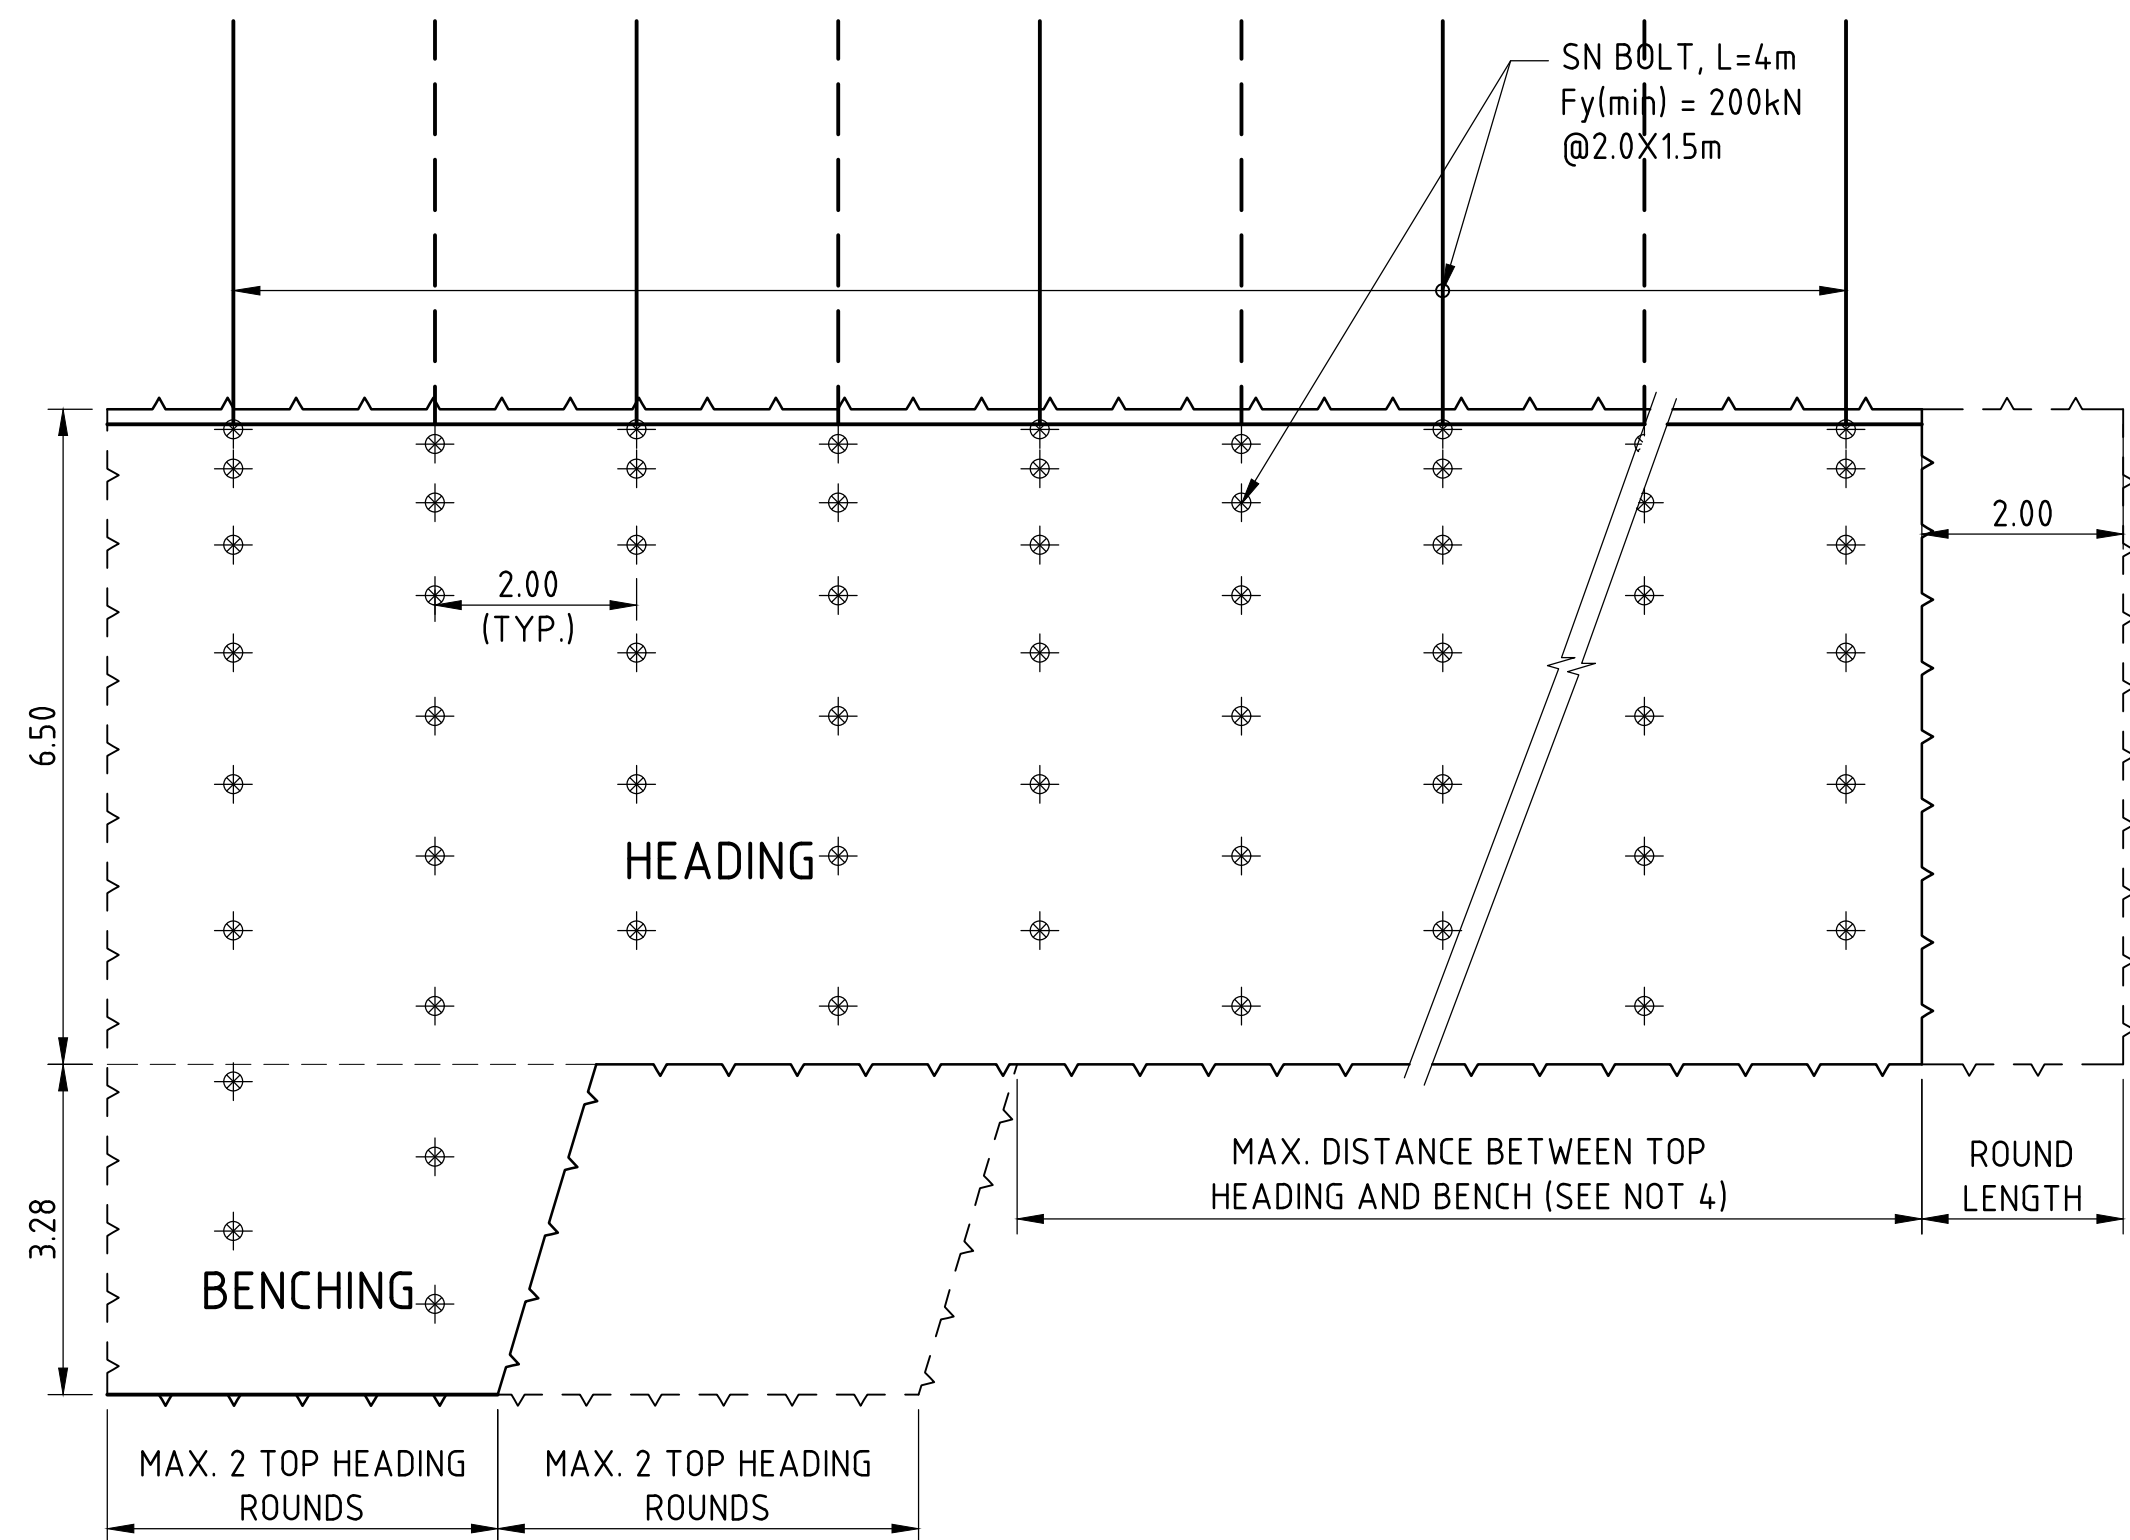 SN BOLT, L=4m
Fy(min) = 200kN
@2.0X1.5m
2.00
2.00
(TYP.)
6.50
HEADING
MAX. DISTANCE BETWEEN TOP
HEADING AND BENCH (SEE NOT 4)
ROUND
LENGTH
3.28
BENCHING
MAX. 2 TOP HEADING
ROUNDS
MAX. 2 TOP HEADING
ROUNDS